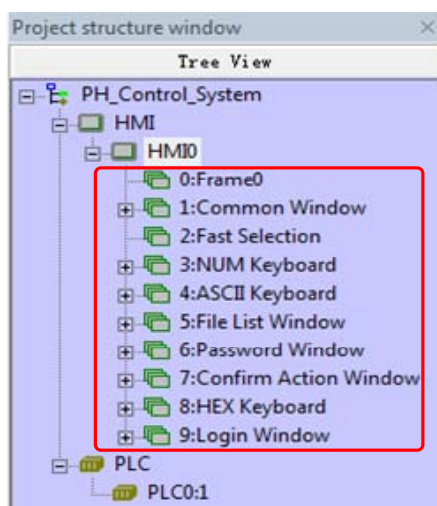 Project structure window
Tree View
PH_Control_System
HMI
HMI0
0:Frame0
1:Common Window
2:Fast Selection
3:NUM Keyboard
4:ASCII Keyboard
5:File List Window
6:Password Window
7:Confirm Action Window
8:HEX Keyboard
9:Login Window
PLC
PLC0:1